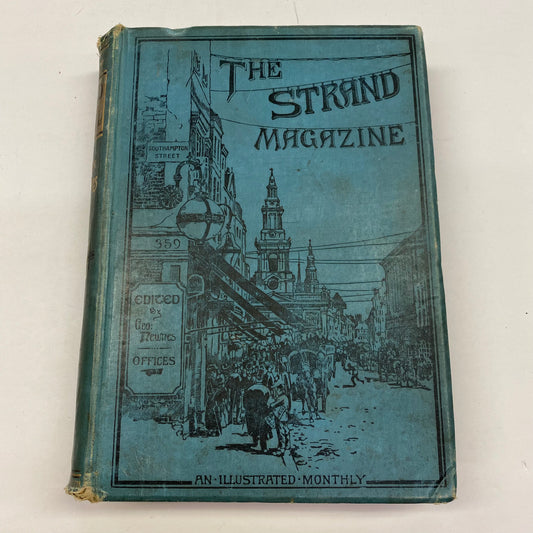 THE
STRAND
MAGAZINE
SOUTHAMPTON
STREET
359
EDITED
BY
GEO: NEWNES
OFFICES
AN·ILLUSTRATED·MONTHLY